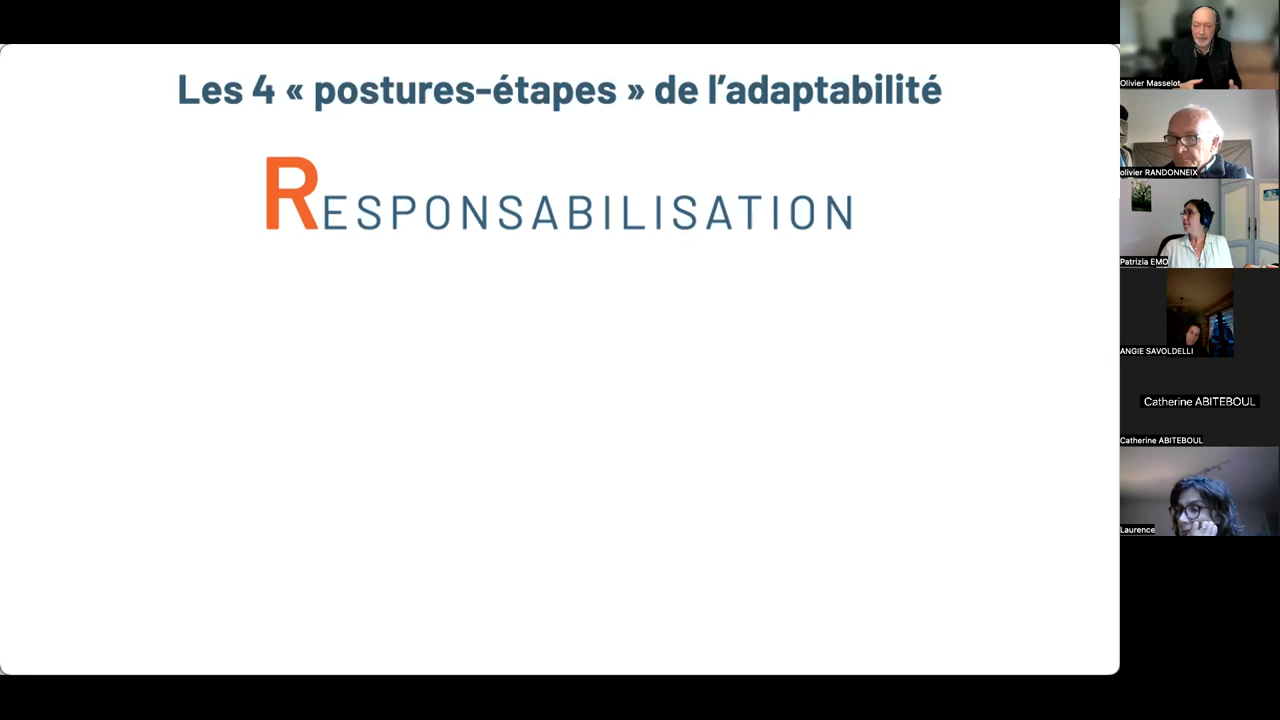 Les 4 « postures-étapes » de l’adaptabilité
RESPONSABILISATION
Olivier Masselot
olivier RANDONNEIX
Patrizia EMO
ANGIE SAVOLDELLI
Catherine ABITEBOUL
Catherine ABITEBOUL
Laurence